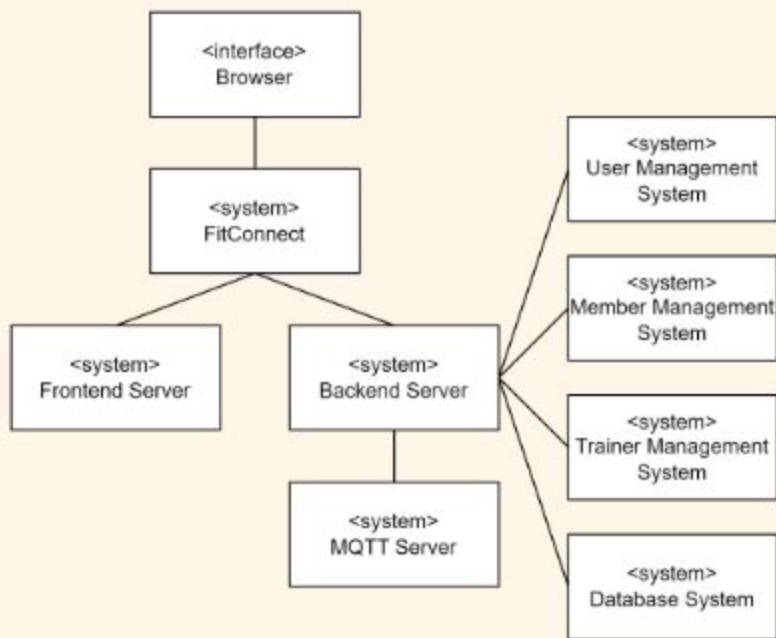 <interface>
Browser
<system>
FitConnect
<system>
Frontend Server
<system>
Backend Server
<system>
MQTT Server
<system>
User Management
System
<system>
Member Management
System
<system>
Trainer Management
System
<system>
Database System